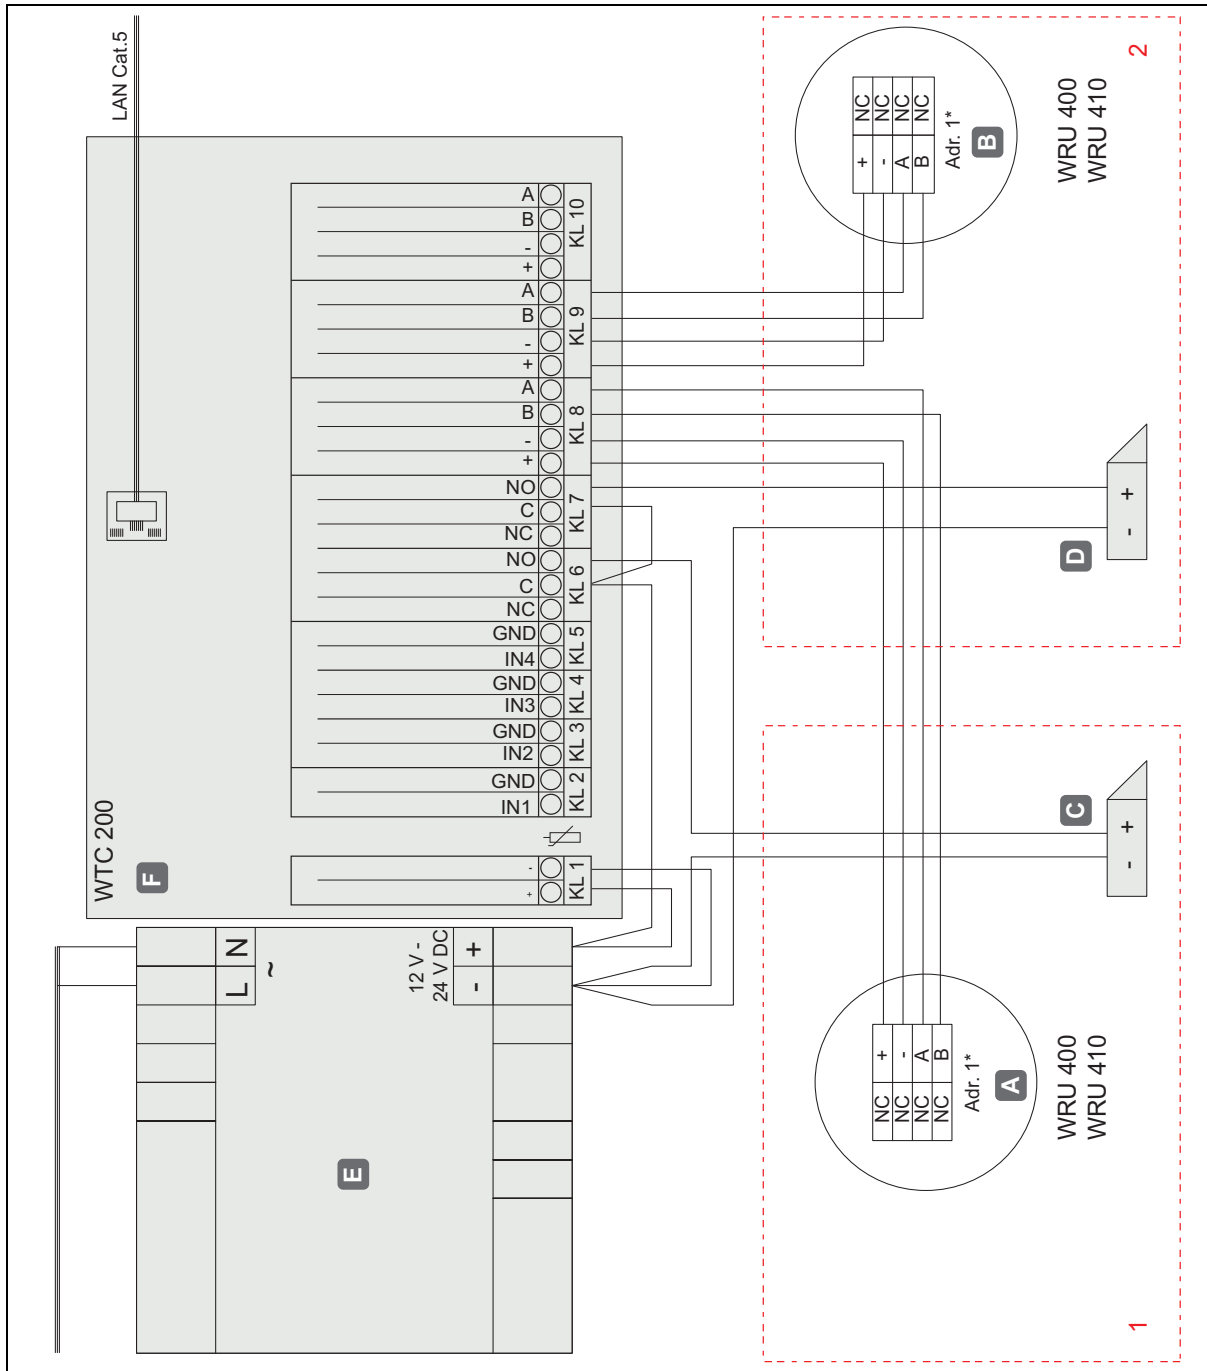 LAN Cat.5
WTC 200
F
KL 1
+
-
KL 2
IN1
GND
KL 3
IN2
GND
KL 4
IN3
GND
KL 5
IN4
GND
KL 6
NC
C
NO
KL 7
NC
C
NO
KL 8
+
-
B
A
KL 9
+
-
B
A
KL 10
+
-
B
A
L N
~
E
12 V -
24 V DC
- +
1
NC +
NC -
NC A
NC B
Adr. 1*
A
WRU 400
WRU 410
C
- +
2
+ NC
- NC
A NC
B NC
Adr. 1*
B
WRU 400
WRU 410
D
- +